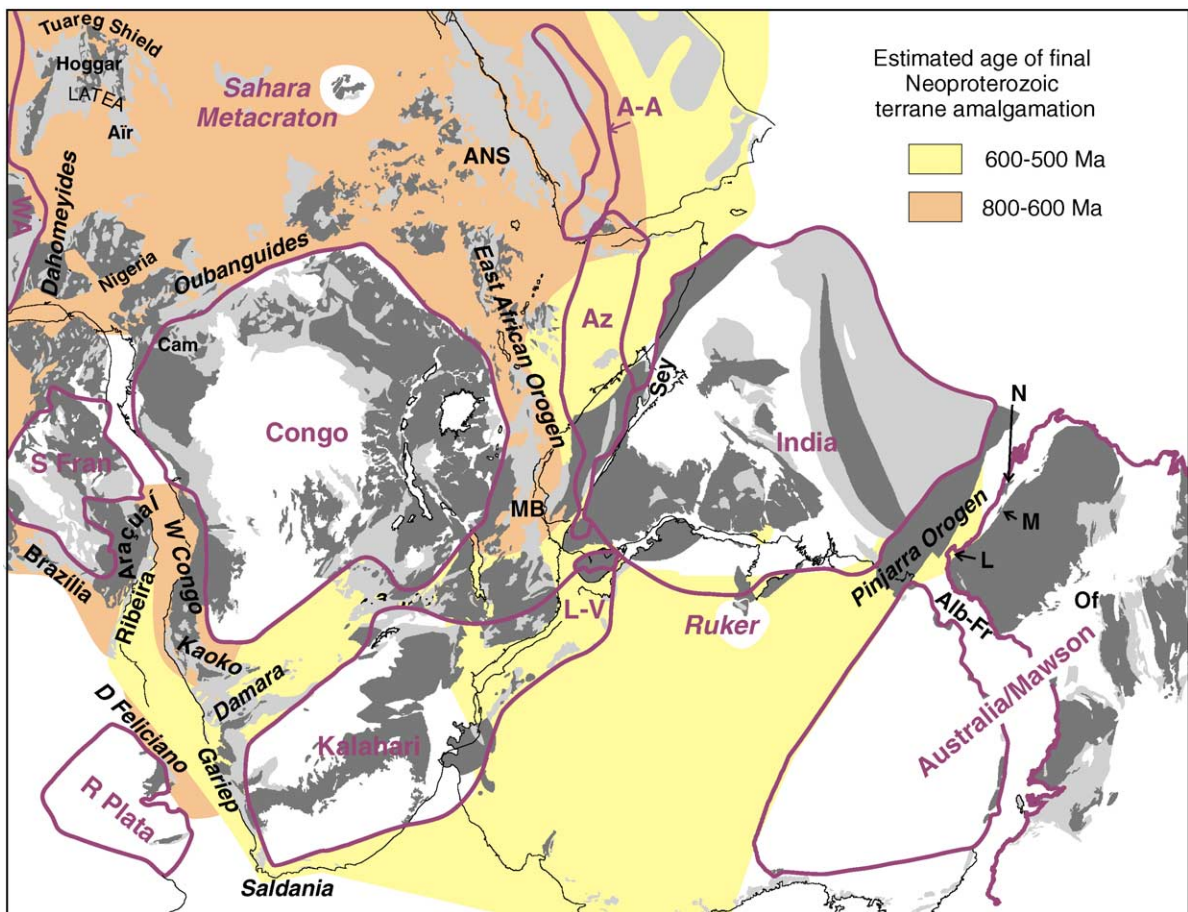 Tuareg Shield
Hoggar
LATEA
Aïr
Sahara
Metacraton
A-A
ANS
Estimated age of final
Neoproterozoic
terrane amalgamation
600-500 Ma
800-600 Ma
WA
Dahomeyides
Nigeria
Oubanguides
East African Orogen
Az
Cam
Sey
N
S Fran
Congo
India
MB
M
L
Pinjarra Orogen
Araçuaí
W Congo
Brazilia
Ribeira
L-V
Ruker
Alb-Fr
Of
Kaoko
Damara
Australia/Mawson
D Feliciano
Gariep
Kalahari
R Plata
Saldania